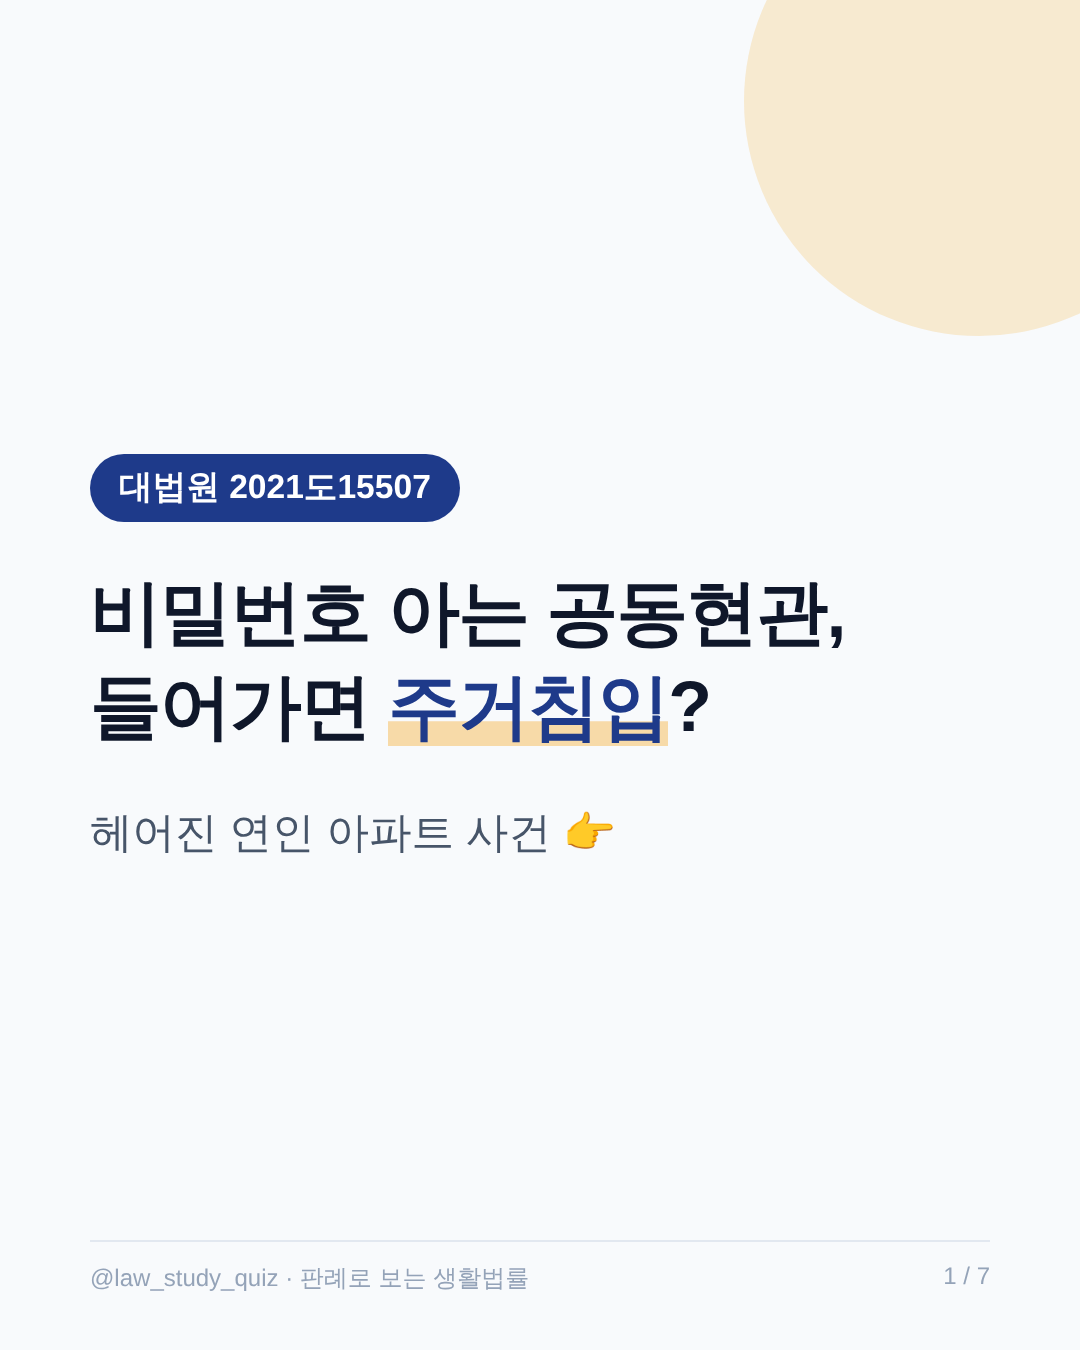 대법원 2021도15507
비밀번호 아는 공동현관,
들어가면 주거침입?
헤어진 연인 아파트 사건 👉
@law_study_quiz · 판례로 보는 생활법률
1 / 7